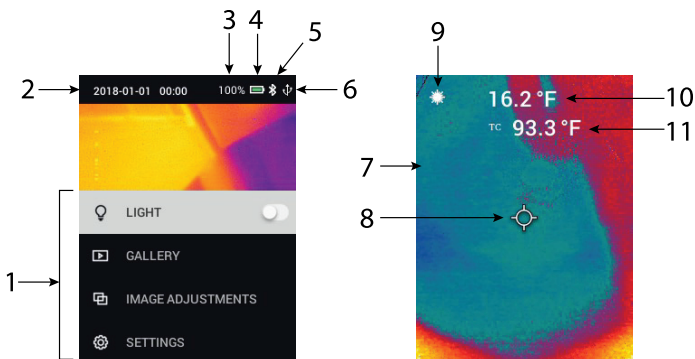 3 4 5 9
2 2018-01-01 00:00 100% 6
16.2 °F 10
TC 93.3 °F 11
7
8
1
LIGHT
GALLERY
IMAGE ADJUSTMENTS
SETTINGS